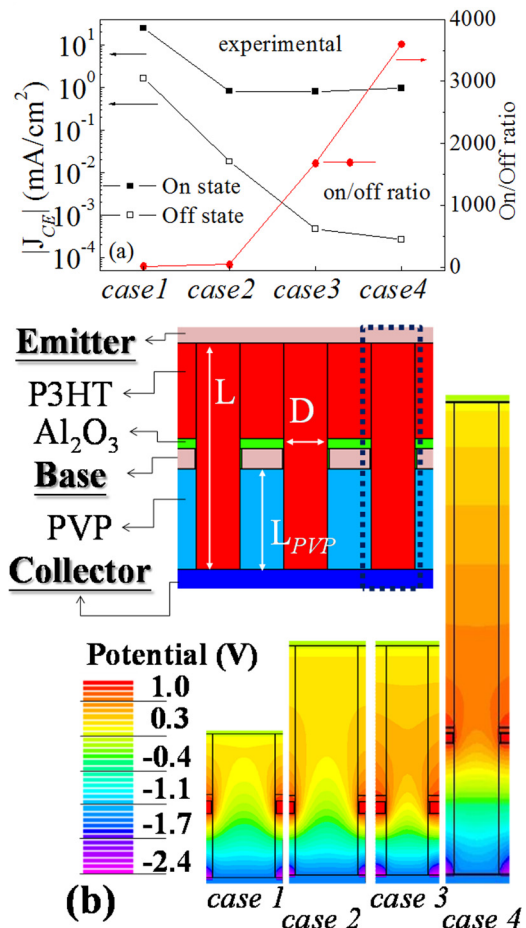 experimental
10¹
10⁰
10⁻¹
10⁻²
10⁻³
10⁻⁴
|J_CE| (mA/cm²)
On state
Off state
on/off ratio
(a)
4000
3000
2000
1000
0
On/Off ratio
case1 case2 case3 case4
Emitter
P3HT
Al₂O₃
Base
PVP
Collector
L
D
L_PVP
Potential (V)
1.0
0.3
-0.4
-1.1
-1.7
-2.4
(b)
case 1
case 2
case 3
case 4